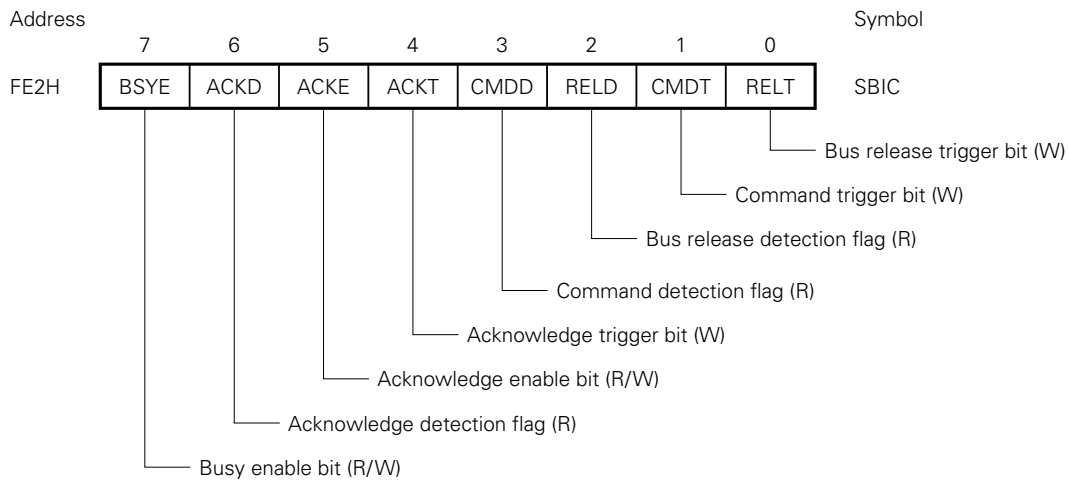 Address Symbol
7 6 5 4 3 2 1 0
FE2H BSYE ACKD ACKE ACKT CMDD RELD CMDT RELT SBIC
Bus release trigger bit (W)
Command trigger bit (W)
Bus release detection flag (R)
Command detection flag (R)
Acknowledge trigger bit (W)
Acknowledge enable bit (R/W)
Acknowledge detection flag (R)
Busy enable bit (R/W)